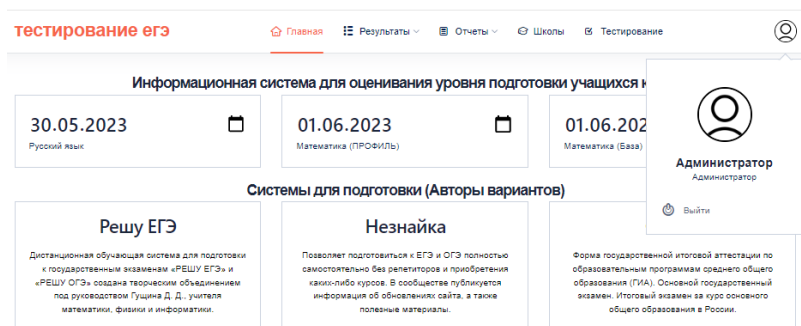 тестирование егэ
Главная
Результаты
Отчеты
Школы
Тестирование
Информационная система для оценивания уровня подготовки учащихся к
30.05.2023
Русский язык
01.06.2023
Математика (ПРОФИЛЬ)
01.06.202
Математика (База)
Администратор
Администратор
Выйти
Системы для подготовки (Авторы вариантов)
Решу ЕГЭ
Дистанционная обучающая система для подготовки
к государственным экзаменам «РЕШУ ЕГЭ» и
«РЕШУ ОГЭ» создана творческим объединением
под руководством Гущина Д. Д., учителя
математики, физики и информатики.
Незнайка
Позволяет подготовиться к ЕГЭ и ОГЭ полностью
самостоятельно без репетиторов и приобретения
каких-либо курсов. В сообществе публикуется
информация об обновлениях сайта, а также
полезные материалы.
Форма государственной итоговой аттестации по
образовательным программам среднего общего
образования (ГИА). Основной государственный
экзамен. Итоговый экзамен за курс основного
общего образования в России.